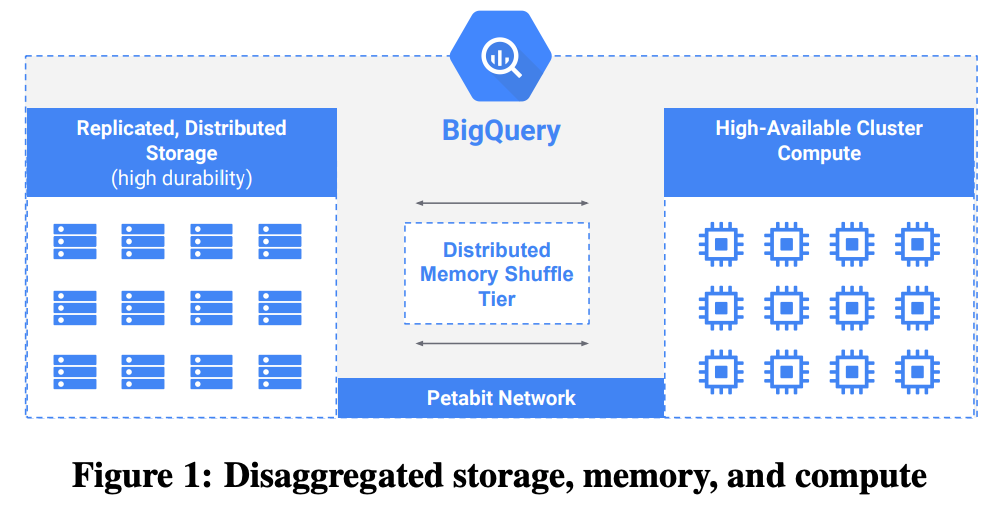 BigQuery
Replicated, Distributed
Storage
(high durability)
High-Available Cluster
Compute
Distributed
Memory Shuffle
Tier
Petabit Network
Figure 1: Disaggregated storage, memory, and compute